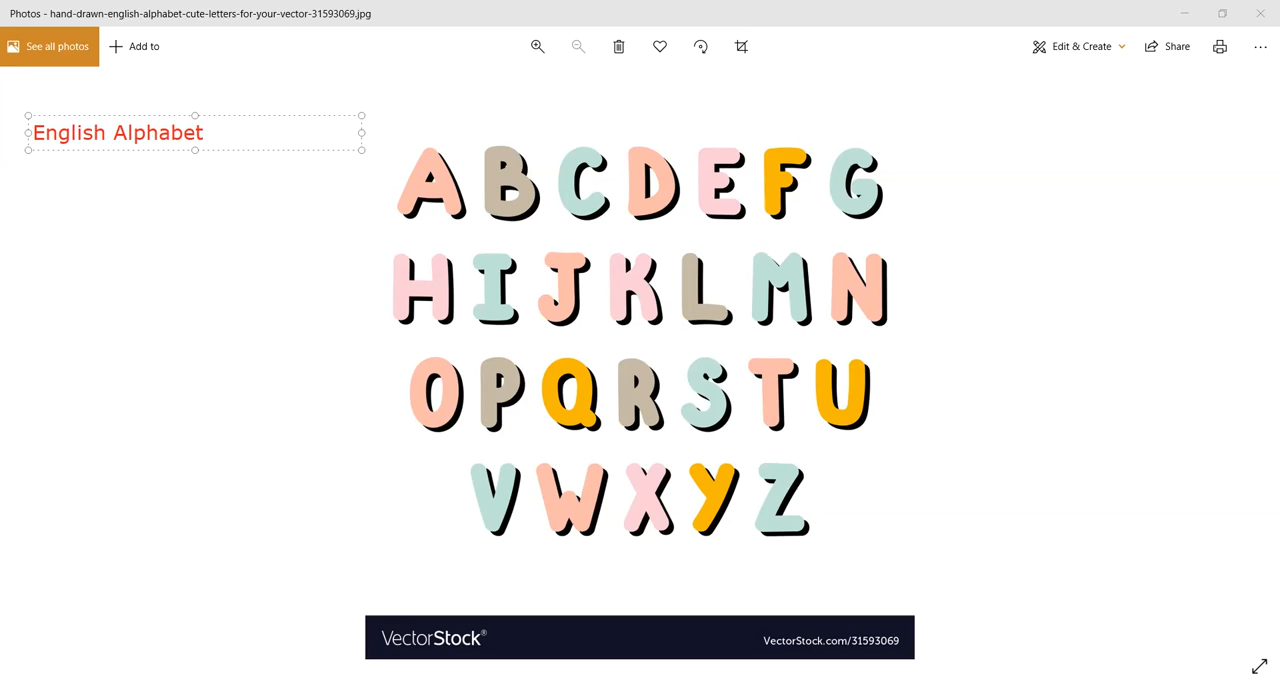 Photos - hand-drawn-english-alphabet-cute-letters-for-your-vector-31593069.jpg
See all photos
Add to
Edit & Create
Share
English Alphabet
A B C D E F G
H I J K L M N
O P Q R S T U
V W X Y Z
VectorStock®
VectorStock.com/31593069